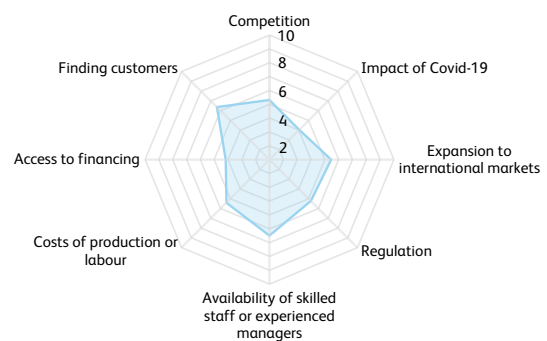 Competition
10
8
6
4
2
Impact of Covid-19
Expansion to
international markets
Regulation
Availability of skilled
staff or experienced
managers
Costs of production or
labour
Access to financing
Finding customers